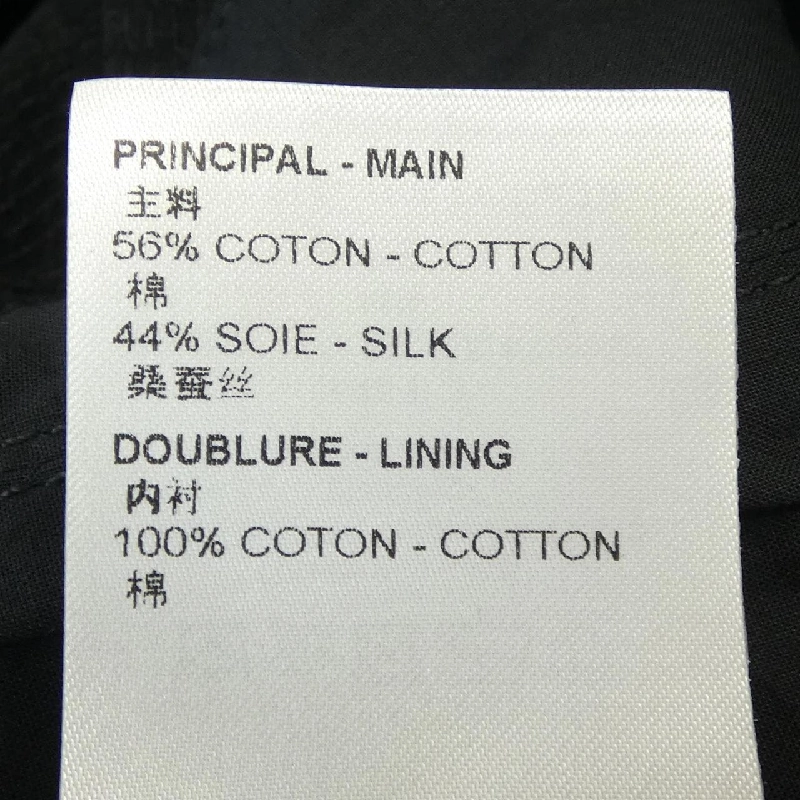 PRINCIPAL - MAIN
主料
56% COTON - COTTON
棉
44% SOIE - SILK
桑蚕丝
DOUBLURE - LINING
内衬
100% COTON - COTTON
棉